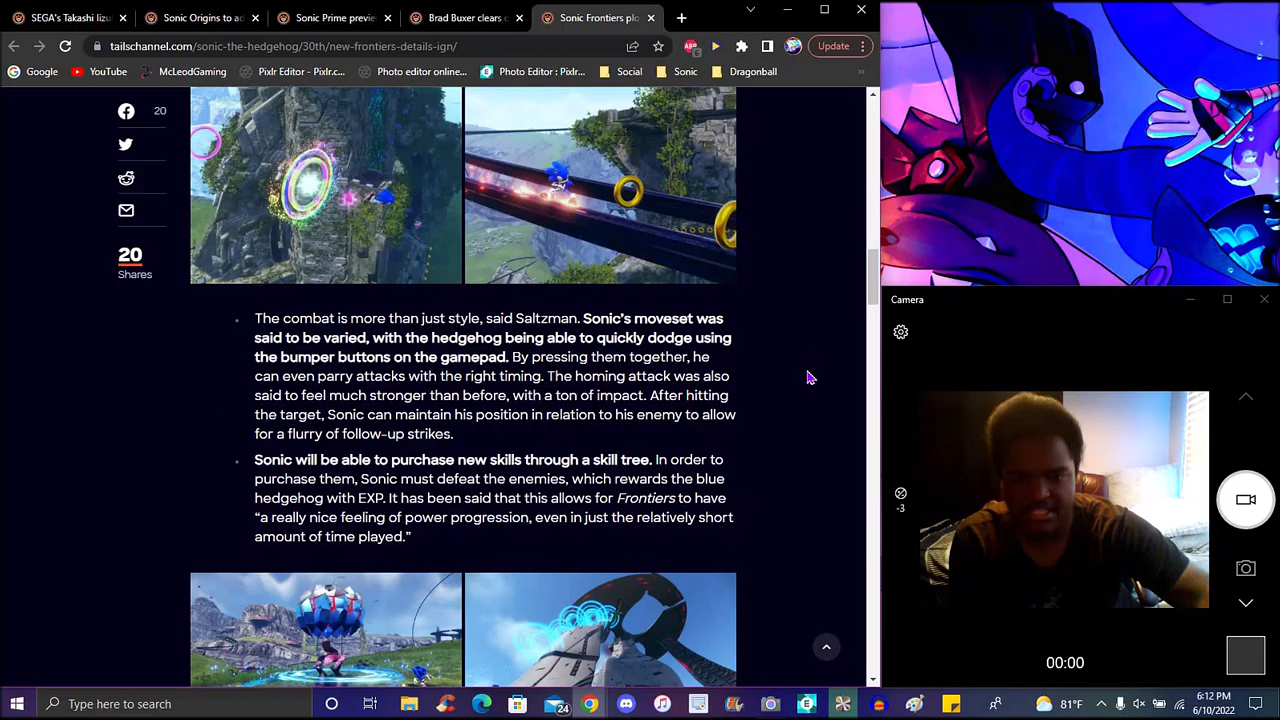 SEGA's Takashi Iizu
Sonic Origins to ad
Sonic Prime previe
Brad Buxer clears o
Sonic Frontiers plo
tailschannel.com/sonic-the-hedgehog/30th/new-frontiers-details-ign/
Update
Google
YouTube
McLeodGaming
Pixlr Editor - Pixlr.c...
Photo editor online...
Photo Editor : Pixlr...
Social
Sonic
Dragonball
20
20
Shares
The combat is more than just style, said Saltzman. Sonic's moveset was
said to be varied, with the hedgehog being able to quickly dodge using
the bumper buttons on the gamepad. By pressing them together, he
can even parry attacks with the right timing. The homing attack was also
said to feel much stronger than before, with a ton of impact. After hitting
the target, Sonic can maintain his position in relation to his enemy to allow
for a flurry of follow-up strikes.
Sonic will be able to purchase new skills through a skill tree. In order to
purchase them, Sonic must defeat the enemies, which rewards the blue
hedgehog with EXP. It has been said that this allows for Frontiers to have
“a really nice feeling of power progression, even in just the relatively short
amount of time played.”
Camera
-3
00:00
Type here to search
24
81°F
6:12 PM
6/10/2022